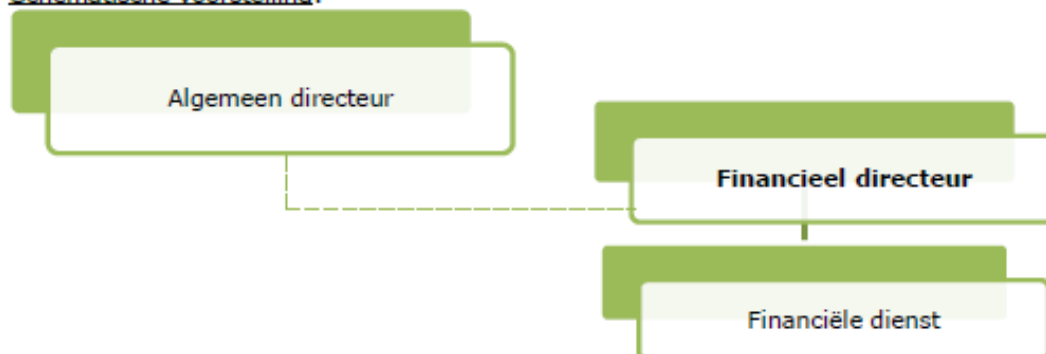 Algemeen directeur
Financieel directeur
Financiële dienst